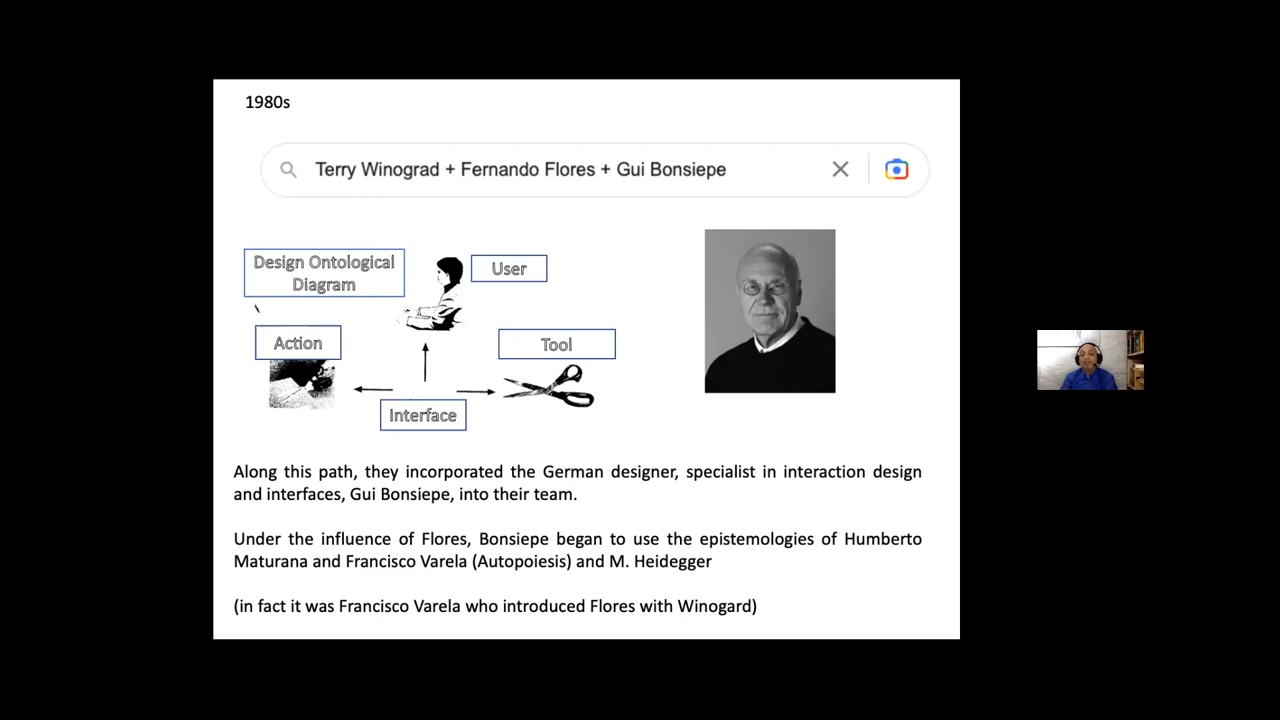 1980s
Terry Winograd + Fernando Flores + Gui Bonsiepe
Design Ontological
Diagram
User
Action
Tool
Interface
Along this path, they incorporated the German designer, specialist in interaction design
and interfaces, Gui Bonsiepe, into their team.
Under the influence of Flores, Bonsiepe began to use the epistemologies of Humberto
Maturana and Francisco Varela (Autopoiesis) and M. Heidegger
(in fact it was Francisco Varela who introduced Flores with Winogard)